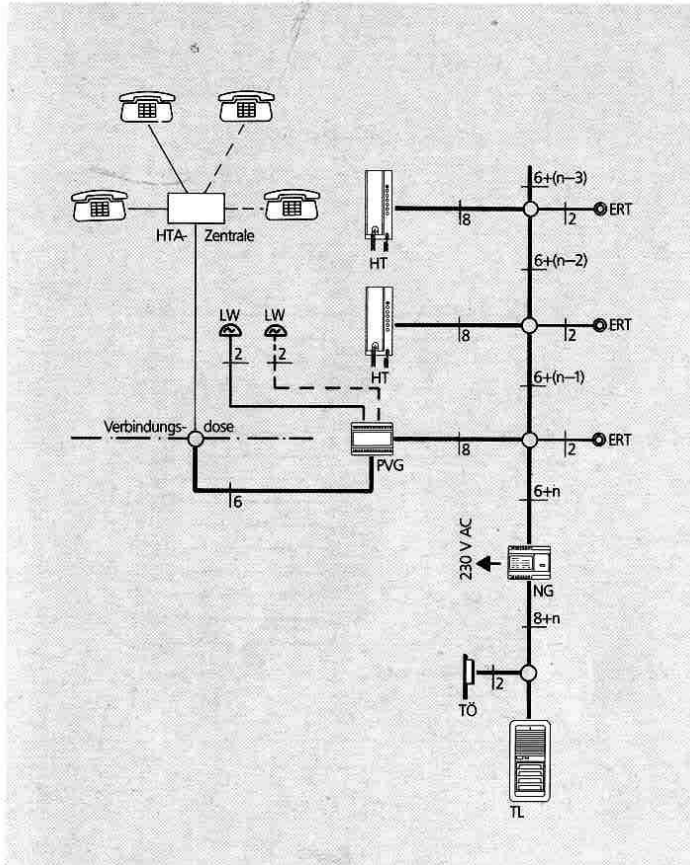 6+(n−3)
8
2
ERT
HTA- Zentrale
HT
6+(n−2)
LW
LW
2
2
8
2
ERT
HT
6+(n−1)
Verbindungs- dose
8
2
ERT
PVG
6
6+n
230 V AC
NG
8+n
2
TÖ
TL